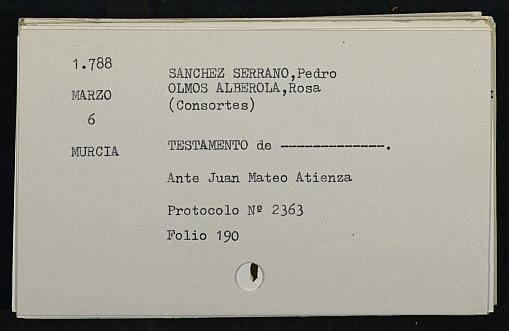 1.788
SANCHEZ SERRANO,Pedro
MARZO
OLMOS ALBEROLA,Rosa
6
(Consortes)
MURCIA
TESTAMENTO de -------------.
Ante Juan Mateo Atienza
Protocolo Nº 2363
Folio 190